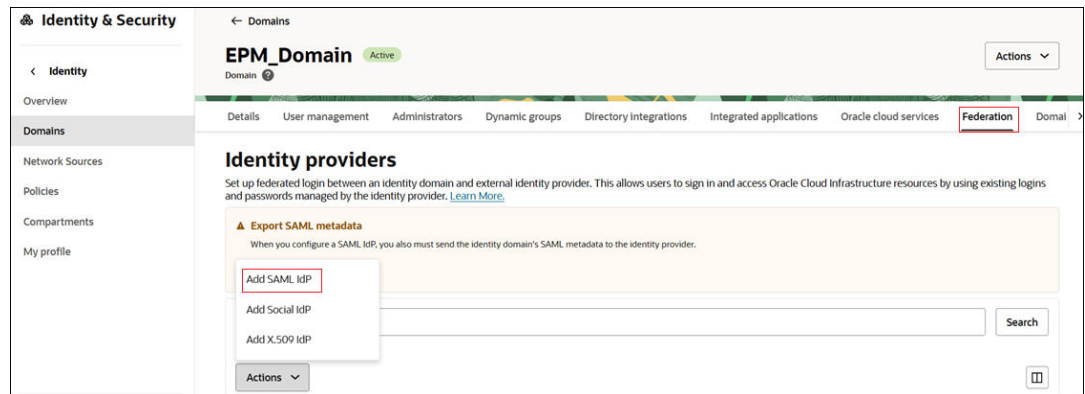 Identity & Security
← Domains
EPM_Domain Active
Domain ?
Actions
< Identity
Overview
Domains
Network Sources
Policies
Compartments
My profile
Details User management Administrators Dynamic groups Directory integrations Integrated applications Oracle cloud services Federation Domai >
Identity providers
Set up federated login between an identity domain and external identity provider. This allows users to sign in and access Oracle Cloud Infrastructure resources by using existing logins
and passwords managed by the identity provider. Learn More.
Export SAML metadata
When you configure a SAML IdP, you also must send the identity domain's SAML metadata to the identity provider.
Add SAML IdP
Add Social IdP
Add X.509 IdP
Search
Actions